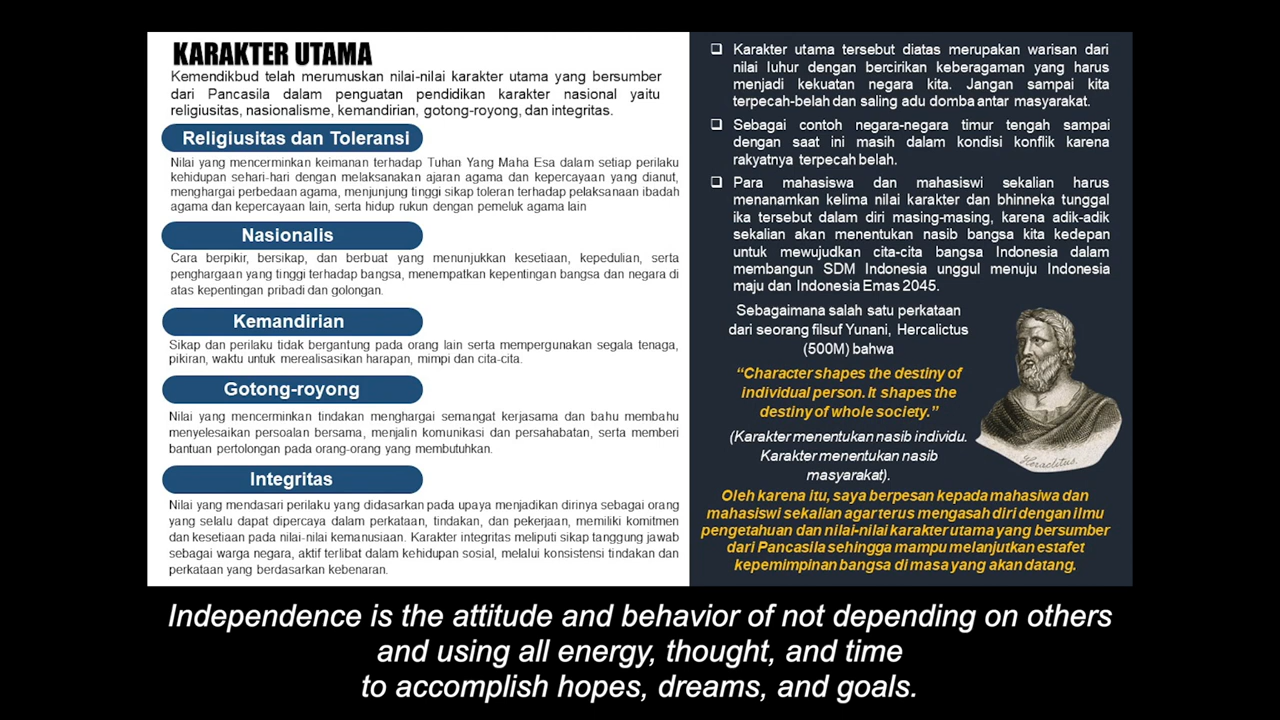 KARAKTER UTAMA
Kemendikbud telah merumuskan nilai-nilai karakter utama yang bersumber
dari Pancasila dalam penguatan pendidikan karakter nasional yaitu
religiusitas, nasionalisme, kemandirian, gotong-royong, dan integritas.
Religiusitas dan Toleransi
Nilai yang mencerminkan keimanan terhadap Tuhan Yang Maha Esa dalam setiap perilaku
kehidupan sehari-hari dengan melaksanakan ajaran agama dan kepercayaan yang dianut,
menghargai perbedaan agama, menjunjung tinggi sikap toleran terhadap pelaksanaan ibadah
agama dan kepercayaan lain, serta hidup rukun dengan pemeluk agama lain
Nasionalis
Cara berpikir, bersikap, dan berbuat yang menunjukkan kesetiaan, kepedulian, serta
penghargaan yang tinggi terhadap bangsa, menempatkan kepentingan bangsa dan negara di
atas kepentingan pribadi dan golongan.
Kemandirian
Sikap dan perilaku tidak bergantung pada orang lain serta mempergunakan segala tenaga,
pikiran, waktu untuk merealisasikan harapan, mimpi dan cita-cita.
Gotong-royong
Nilai yang mencerminkan tindakan menghargai semangat kerjasama dan bahu membahu
menyelesaikan persoalan bersama, menjalin komunikasi dan persahabatan, serta memberi
bantuan pertolongan pada orang-orang yang membutuhkan.
Integritas
Nilai yang mendasari perilaku yang didasarkan pada upaya menjadikan dirinya sebagai orang
yang selalu dapat dipercaya dalam perkataan, tindakan, dan pekerjaan, memiliki komitmen
dan kesetiaan pada nilai-nilai kemanusiaan. Karakter integritas meliputi sikap tanggung jawab
sebagai warga negara, aktif terlibat dalam kehidupan sosial, melalui konsistensi tindakan dan
perkataan yang berdasarkan kebenaran.
Karakter utama tersebut diatas merupakan warisan dari
nilai luhur dengan bercirikan keberagaman yang harus
menjadi kekuatan negara kita. Jangan sampai kita
terpecah-belah dan saling adu domba antar masyarakat.
Sebagai contoh negara-negara timur tengah sampai
dengan saat ini masih dalam kondisi konflik karena
rakyatnya terpecah belah.
Para mahasiswa dan mahasiswi sekalian harus
menanamkan kelima nilai karakter dan bhinneka tunggal
ika tersebut dalam diri masing-masing, karena adik-adik
sekalian akan menentukan nasib bangsa kita kedepan
untuk mewujudkan cita-cita bangsa Indonesia dalam
membangun SDM Indonesia unggul menuju Indonesia
maju dan Indonesia Emas 2045.
Sebagaimana salah satu perkataan
dari seorang filsuf Yunani, Hercalictus
(500M) bahwa
“Character shapes the destiny of
individual person. It shapes the
destiny of whole society.”
(Karakter menentukan nasib individu.
Karakter menentukan nasib
masyarakat).
Heraclitus.
Oleh karena itu, saya berpesan kepada mahasiwa dan
mahasiswi sekalian agar terus mengasah diri dengan ilmu
pengetahuan dan nilai-nilai karakter utama yang bersumber
dari Pancasila sehingga mampu melanjutkan estafet
kepemimpinan bangsa di masa yang akan datang.
Independence is the attitude and behavior of not depending on others
and using all energy, thought, and time
to accomplish hopes, dreams, and goals.